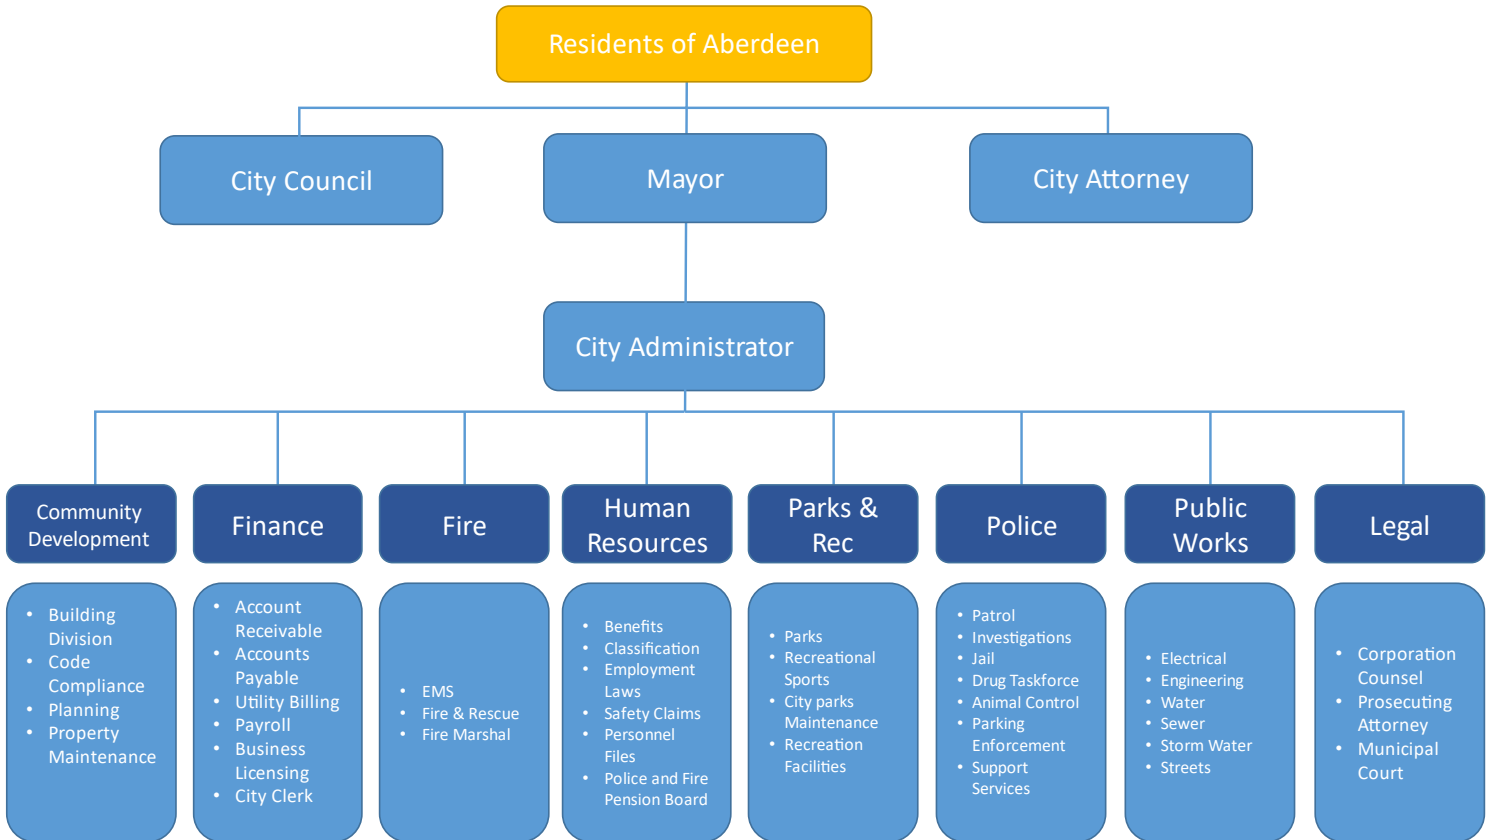 Residents of Aberdeen
City Council
Mayor
City Attorney
City Administrator
Community
Development
Finance
Fire
Human
Resources
Parks &
Rec
Police
Public
Works
Legal
• Building
Division
• Code
Compliance
• Planning
• Property
Maintenance
• Account
Receivable
• Accounts
Payable
• Utility Billing
• Payroll
• Business
Licensing
• City Clerk
• EMS
• Fire & Rescue
• Fire Marshal
• Benefits
• Classification
• Employment
Laws
• Safety Claims
• Personnel
Files
• Police and Fire
Pension Board
• Parks
• Recreational
Sports
• City parks
Maintenance
• Recreation
Facilities
• Patrol
• Investigations
• Jail
• Drug Taskforce
• Animal Control
• Parking
Enforcement
• Support
Services
• Electrical
• Engineering
• Water
• Sewer
• Storm Water
• Streets
• Corporation
Counsel
• Prosecuting
Attorney
• Municipal
Court